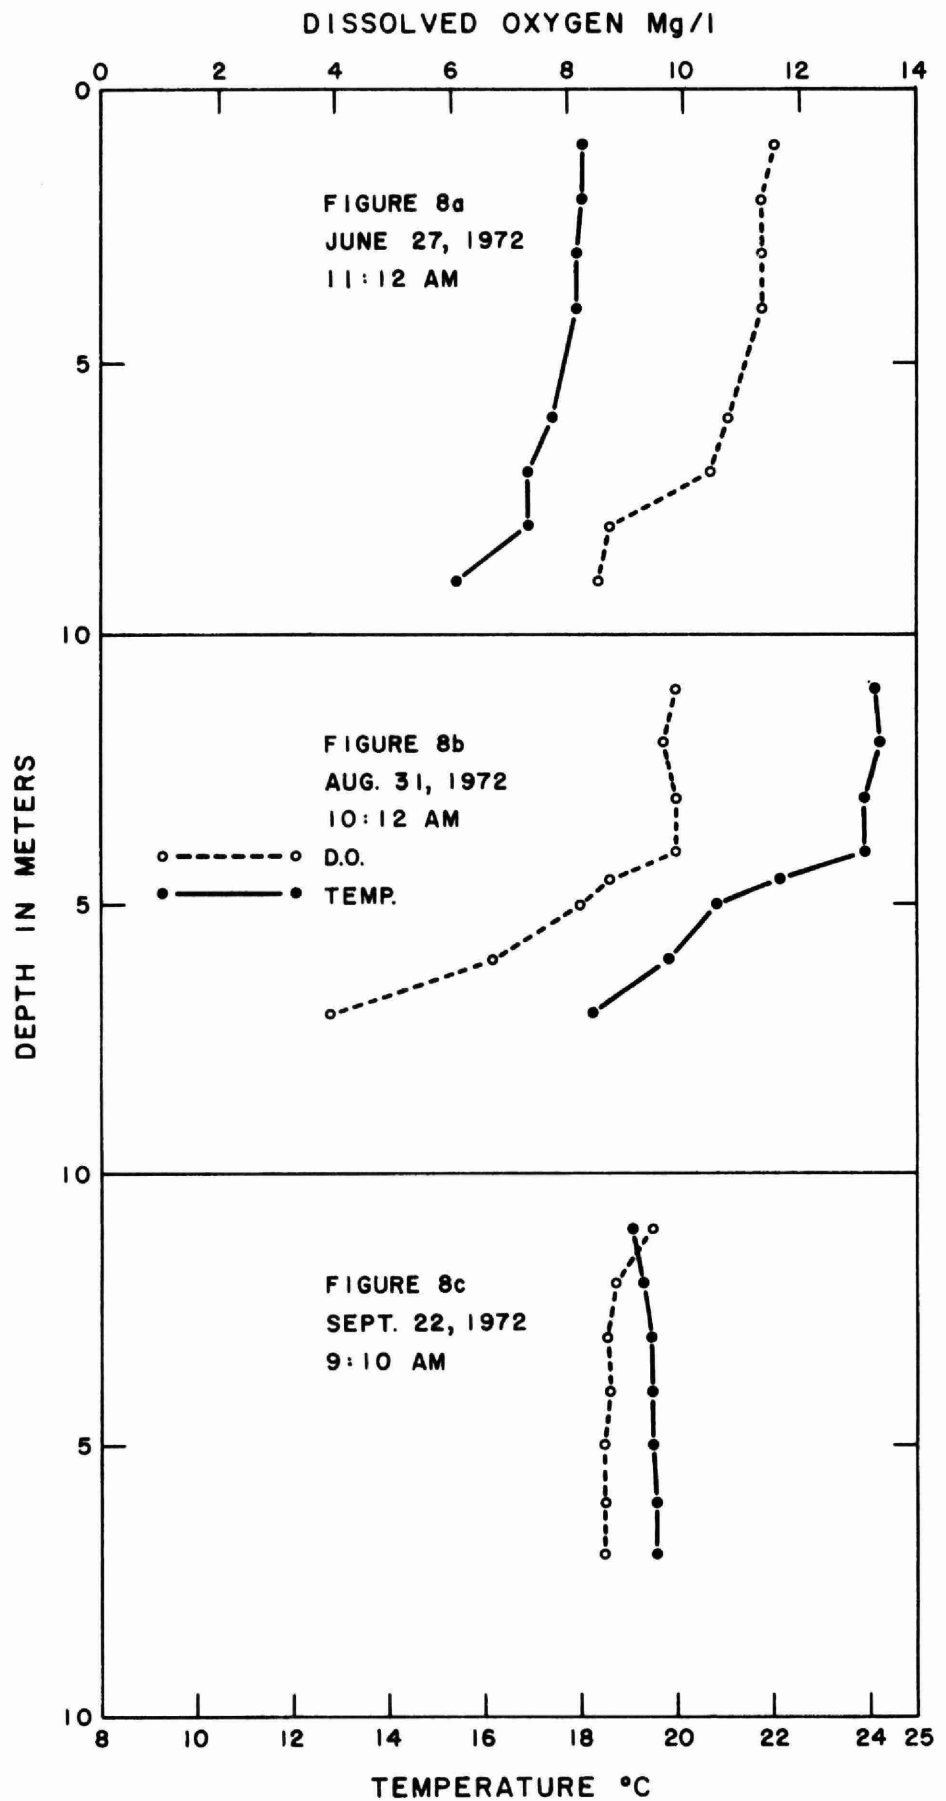 DISSOLVED OXYGEN Mg/l
0 2 4 6 8 10 12 14
0
FIGURE 8a
JUNE 27, 1972
11:12 AM
5
10
FIGURE 8b
AUG. 31, 1972
10:12 AM
D.O.
TEMP.
5
DEPTH IN METERS
10
FIGURE 8c
SEPT. 22, 1972
9:10 AM
5
10
8 10 12 14 16 18 20 22 24 25
TEMPERATURE °C